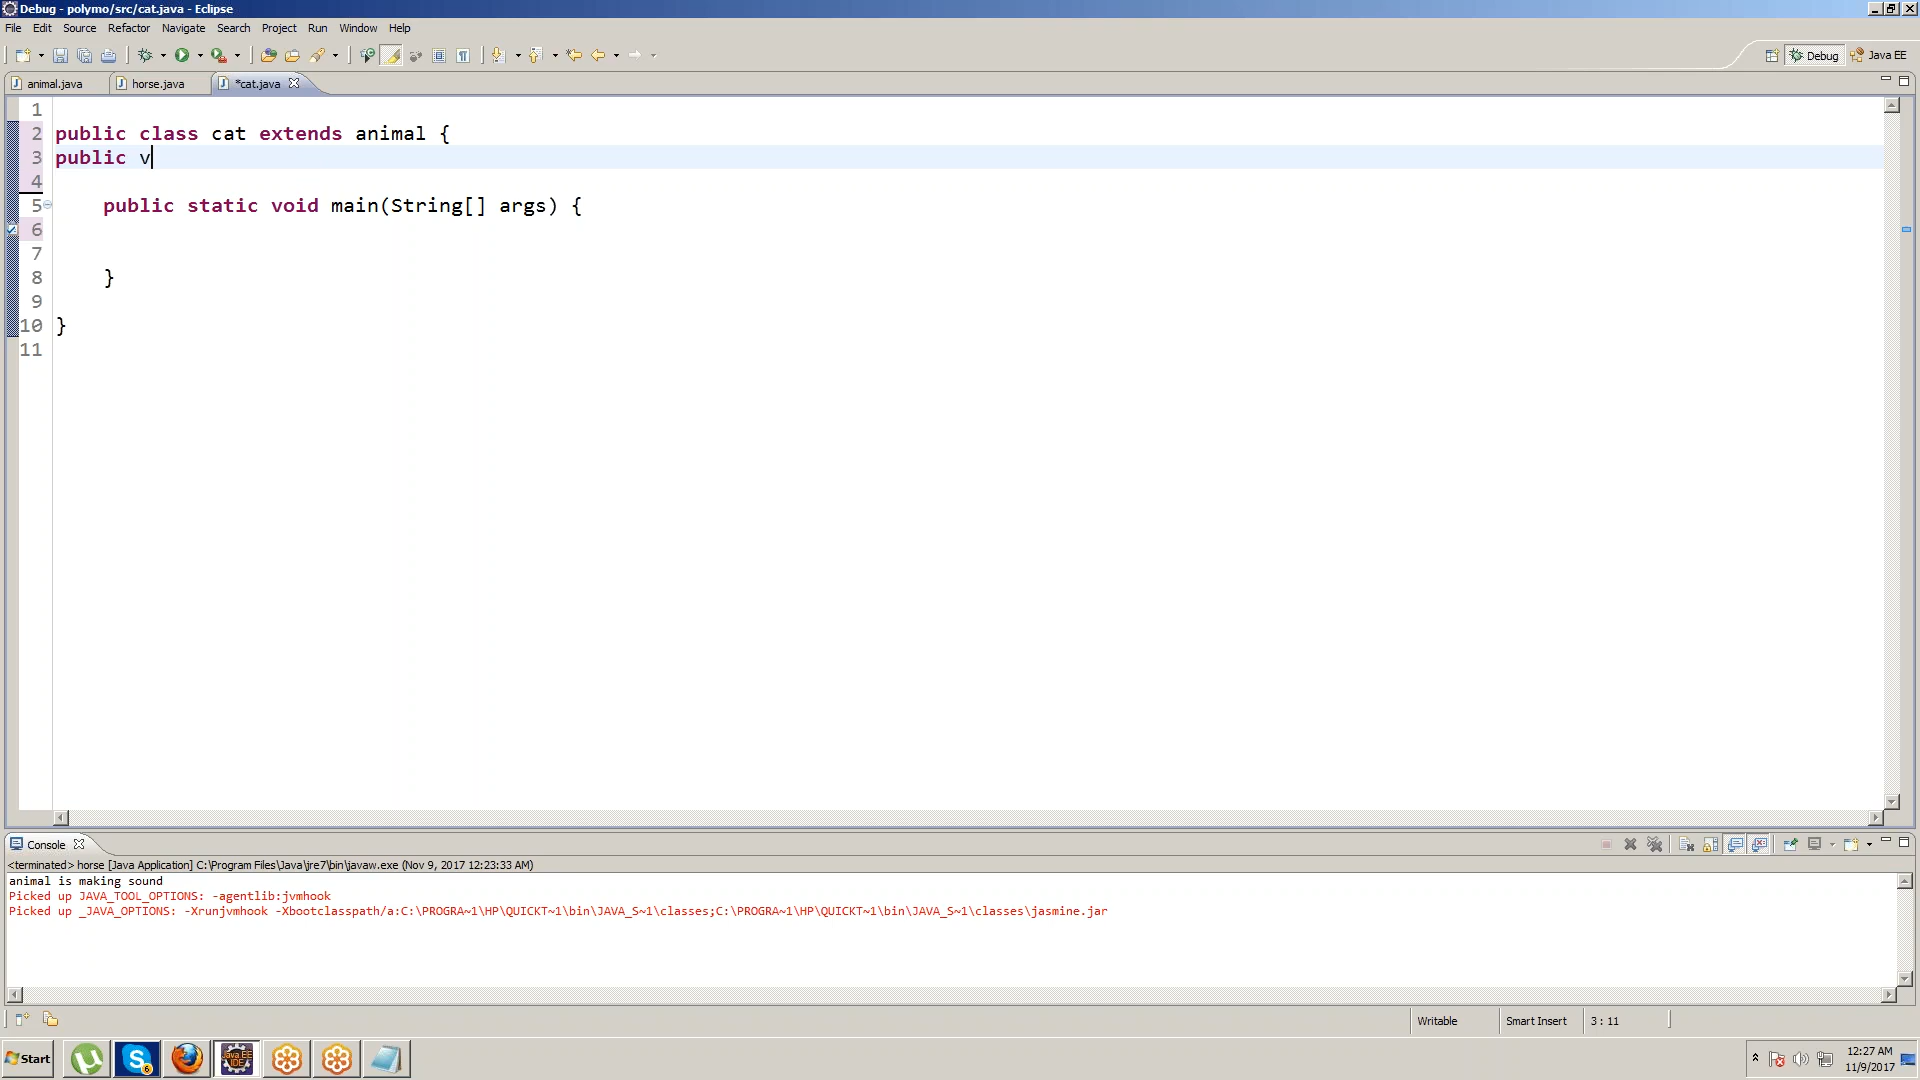 Debug - polymo/src/cat.java - Eclipse
File Edit Source Refactor Navigate Search Project Run Window Help
Debug Java EE
animal.java horse.java *cat.java
1
2 public class cat extends animal {
3 public v
4
5 public static void main(String[] args) {
6
7
8 }
9
10 }
11
Console
<terminated> horse [Java Application] C:\Program Files\Java\jre7\bin\javaw.exe (Nov 9, 2017 12:23:33 AM)
animal is making sound
Picked up JAVA_TOOL_OPTIONS: -agentlib:jvmhook
Picked up _JAVA_OPTIONS: -Xrunjvmhook -Xbootclasspath/a:C:\PROGRA~1\HP\QUICKT~1\bin\JAVA_S~1\classes;C:\PROGRA~1\HP\QUICKT~1\bin\JAVA_S~1\classes\jasmine.jar
Writable Smart Insert 3 : 11
Start
S 6
Java EE
IDE
12:27 AM
11/9/2017